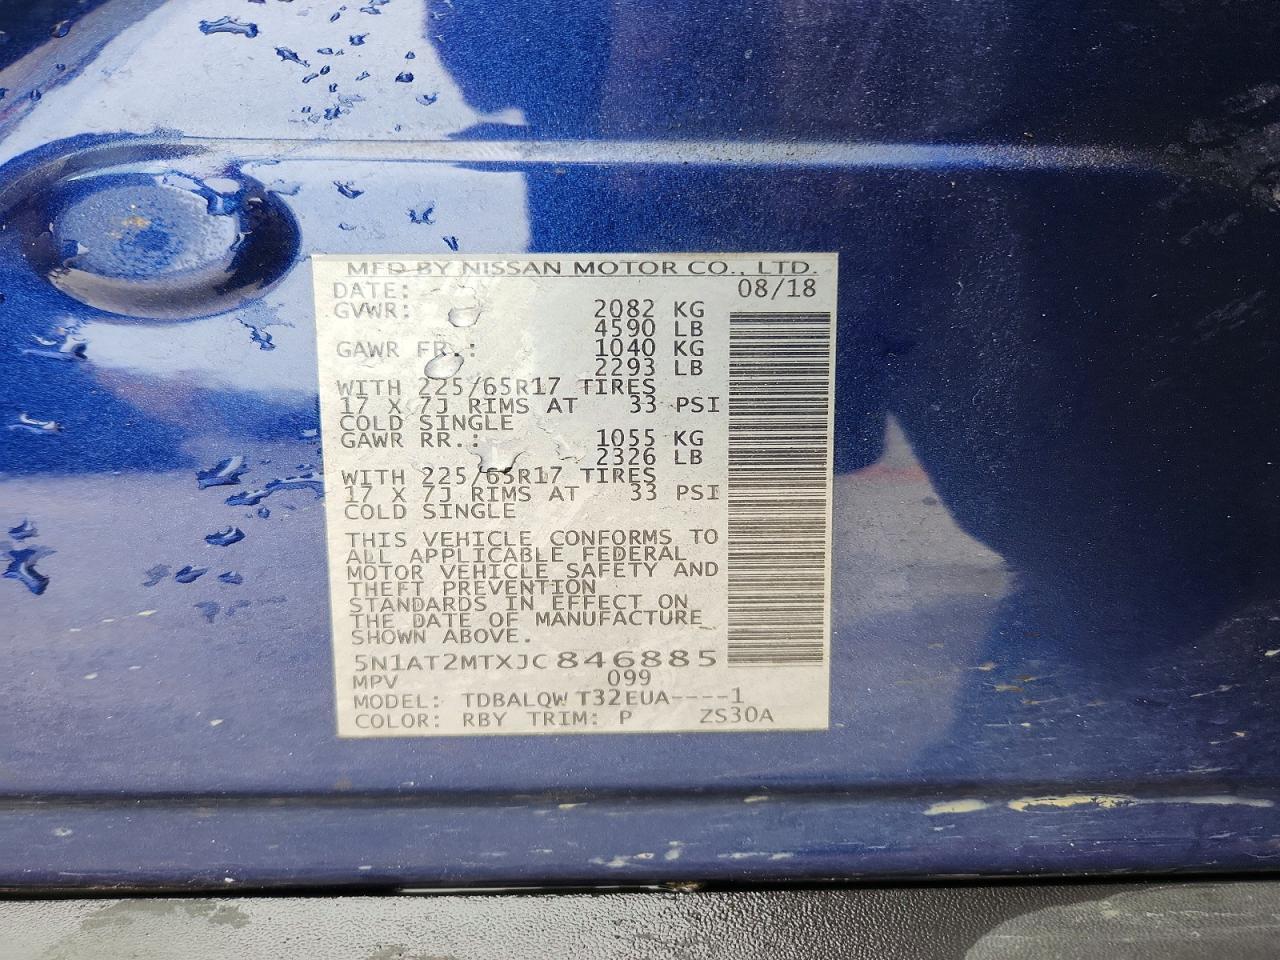 MFD BY NISSAN MOTOR CO., LTD.
DATE: 08/18
GVWR: 2082 KG
4590 LB
GAWR FR.: 1040 KG
2293 LB
WITH 225/65R17 TIRES
17 X 7J RIMS AT 33 PSI
COLD SINGLE
GAWR RR.: 1055 KG
2326 LB
WITH 225/65R17 TIRES
17 X 7J RIMS AT 33 PSI
COLD SINGLE
THIS VEHICLE CONFORMS TO
ALL APPLICABLE FEDERAL
MOTOR VEHICLE SAFETY AND
THEFT PREVENTION
STANDARDS IN EFFECT ON
THE DATE OF MANUFACTURE
SHOWN ABOVE.
5N1AT2MTXJC846885
MPV 099
MODEL: TDBALQW T32EUA----1
COLOR: RBY TRIM: P ZS30A